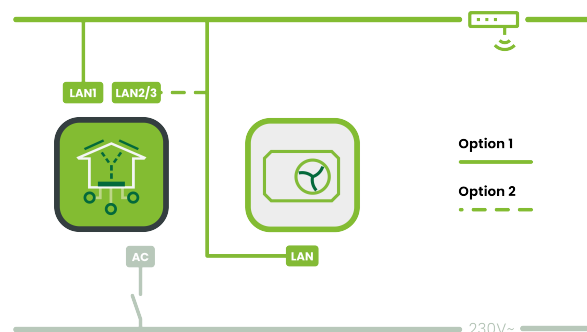 LAN1
LAN2/3
Option 1
Option 2
LAN
AC
230V~